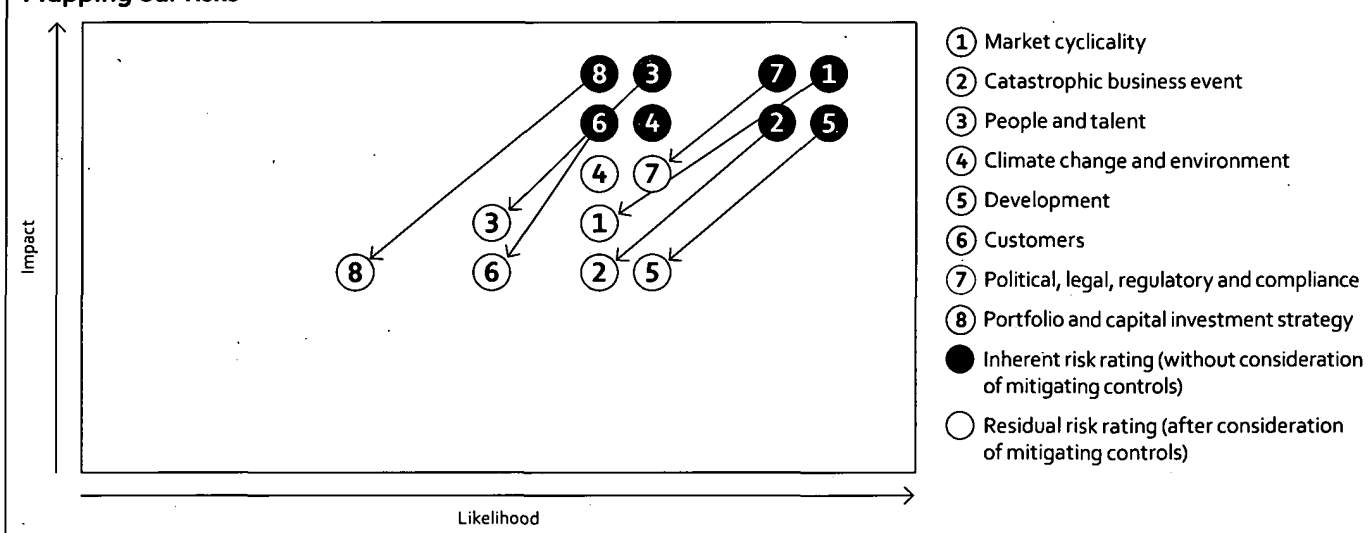 8 3 7 1
6 4 2 5
4 7
3 1
8 6 2 5
Impact
Likelihood
1 Market cyclicality
2 Catastrophic business event
3 People and talent
4 Climate change and environment
5 Development
6 Customers
7 Political, legal, regulatory and compliance
8 Portfolio and capital investment strategy
Inherent risk rating (without consideration
of mitigating controls)
Residual risk rating (after consideration
of mitigating controls)